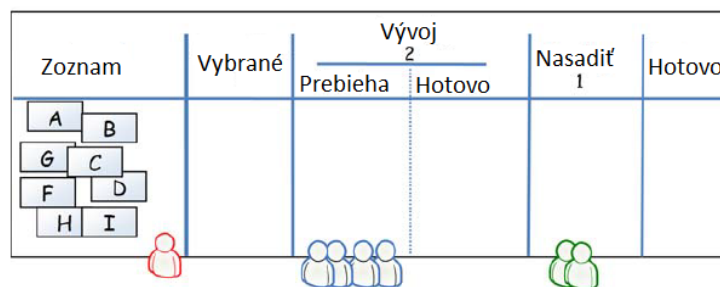 Zoznam
Vybrané
Vývoj
2
Prebieha
Hotovo
Nasadiť
1
Hotovo
A
B
G
C
F
D
H
I